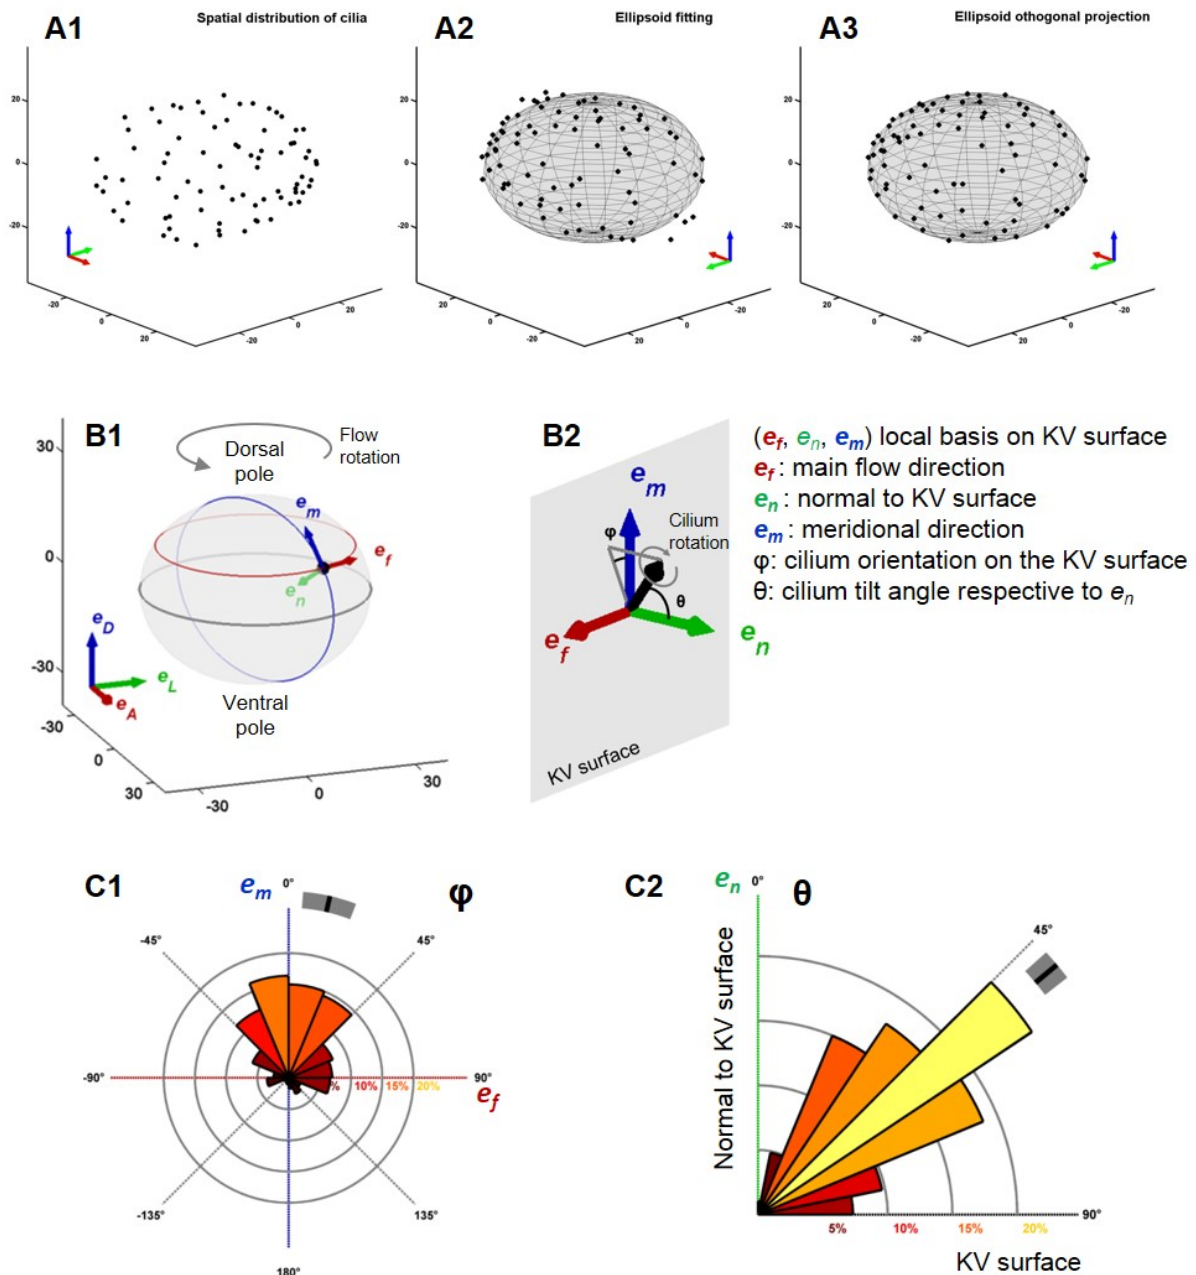 A1
Spatial distribution of cilia
A2
Ellipsoid fitting
A3
Ellipsoid othogonal projection
20
0
-20
-20
0
20
-20
0
20
20
0
-20
-20
0
20
20
0
-20
20
0
-20
-20
0
20
20
0
-20
B1
Dorsal
pole
Flow
rotation
30
0
-30
e_m
e_f
e_n
e_D
e_L
e_A
Ventral
pole
-30
0
30
-30
0
30
B2
e_m
φ
Cilium
rotation
θ
e_f
e_n
KV surface
(e_f, e_n, e_m) local basis on KV surface
e_f : main flow direction
e_n : normal to KV surface
e_m : meridional direction
φ: cilium orientation on the KV surface
θ: cilium tilt angle respective to e_n
C1
e_m
0°
φ
-45°
45°
-90°
90°
%
10%
15%
20%
e_f
-135°
135°
180°
C2
e_n
0°
θ
Normal to KV surface
45°
90°
5%
10%
15%
20%
KV surface